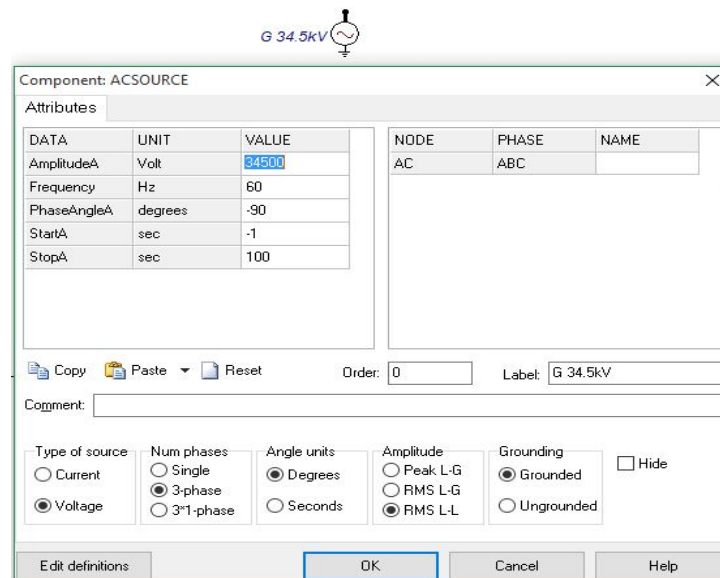 G 34.5kV
Component: ACSOURCE
Attributes
DATA UNIT VALUE
AmplitudeA Volt 34500
Frequency Hz 60
PhaseAngleA degrees -90
StartA sec -1
StopA sec 100
NODE PHASE NAME
AC ABC
Copy Paste Reset Order: 0 Label: G 34.5kV
Comment:
Type of source
Current
Voltage
Num phases
Single
3-phase
3*1-phase
Angle units
Degrees
Seconds
Amplitude
Peak L-G
RMS L-G
RMS L-L
Grounding
Grounded
Ungrounded
Hide
Edit definitions OK Cancel Help